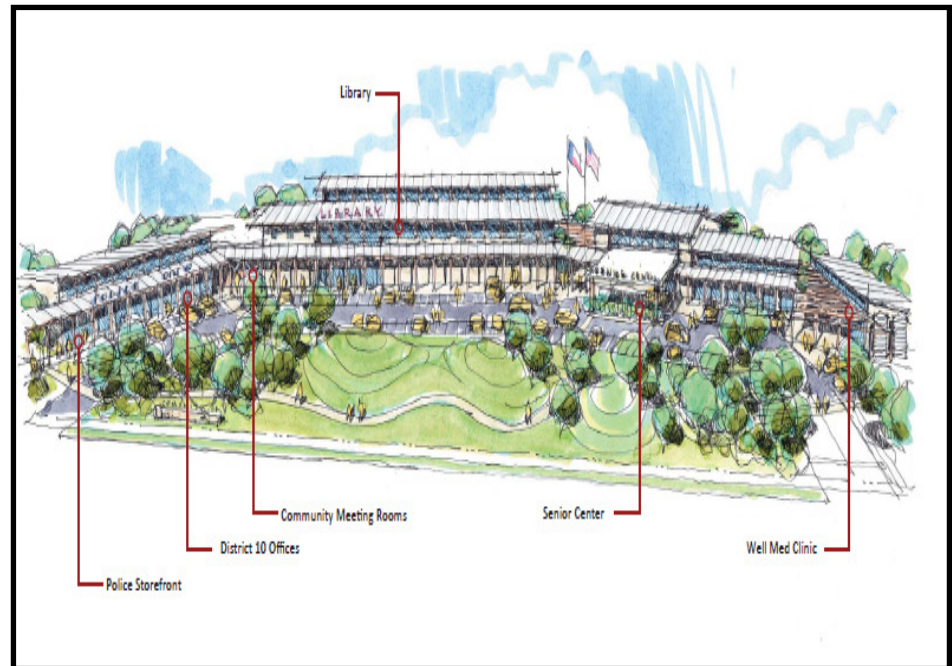 Library
LIBRARY
Community Meeting Rooms
Senior Center
District 10 Offices
Well Med Clinic
Police Storefront